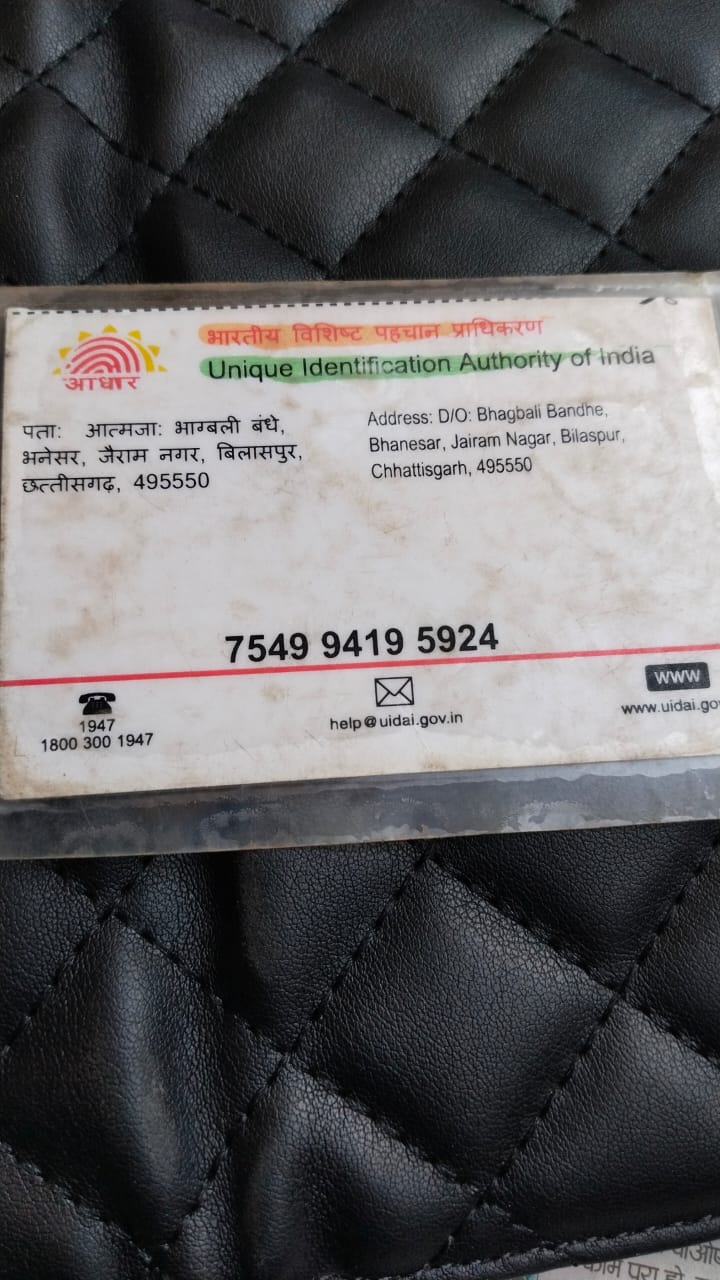 भारतीय विशिष्ट पहचान प्राधिकरण
आधार
Unique Identification Authority of India
पता: आत्मजा: भाग्बली बंधे,
भनेसर, जैराम नगर, बिलासपुर,
छत्तीसगढ़, 495550
Address: D/O: Bhagbali Bandhe,
Bhanesar, Jairam Nagar, Bilaspur,
Chhattisgarh, 495550
7549 9419 5924
1947
1800 300 1947
help@uidai.gov.in
www
www.uidai.gov